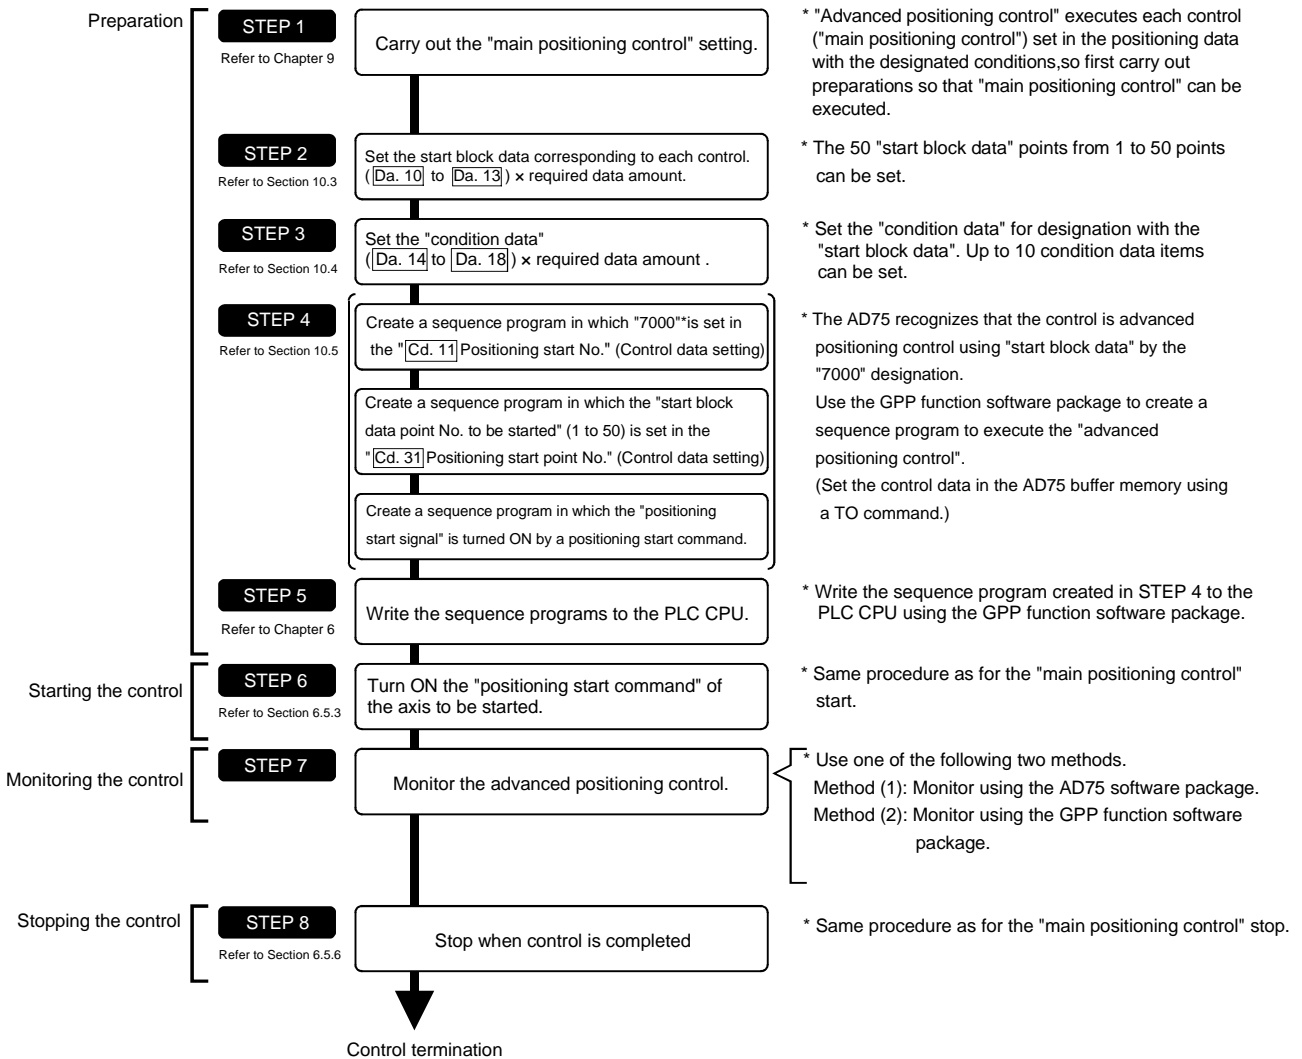 Preparation
STEP 1
Refer to Chapter 9
Carry out the "main positioning control" setting.
* "Advanced positioning control" executes each control
("main positioning control") set in the positioning data
with the designated conditions,so first carry out
preparations so that "main positioning control" can be
executed.
STEP 2
Refer to Section 10.3
Set the start block data corresponding to each control.
( Da. 10 to Da. 13 ) × required data amount.
* The 50 "start block data" points from 1 to 50 points
can be set.
STEP 3
Refer to Section 10.4
Set the "condition data"
( Da. 14 to Da. 18 ) × required data amount .
* Set the "condition data" for designation with the
"start block data". Up to 10 condition data items
can be set.
STEP 4
Refer to Section 10.5
Create a sequence program in which "7000"*is set in
the " Cd. 11 Positioning start No." (Control data setting)
Create a sequence program in which the "start block
data point No. to be started" (1 to 50) is set in the
" Cd. 31 Positioning start point No." (Control data setting)
Create a sequence program in which the "positioning
start signal" is turned ON by a positioning start command.
* The AD75 recognizes that the control is advanced
positioning control using "start block data" by the
"7000" designation.
Use the GPP function software package to create a
sequence program to execute the "advanced
positioning control".
(Set the control data in the AD75 buffer memory using
a TO command.)
STEP 5
Refer to Chapter 6
Write the sequence programs to the PLC CPU.
* Write the sequence program created in STEP 4 to the
PLC CPU using the GPP function software package.
Starting the control
STEP 6
Refer to Section 6.5.3
Turn ON the "positioning start command" of
the axis to be started.
* Same procedure as for the "main positioning control"
start.
Monitoring the control
STEP 7
Monitor the advanced positioning control.
* Use one of the following two methods.
Method (1): Monitor using the AD75 software package.
Method (2): Monitor using the GPP function software
package.
Stopping the control
STEP 8
Refer to Section 6.5.6
Stop when control is completed
* Same procedure as for the "main positioning control" stop.
Control termination